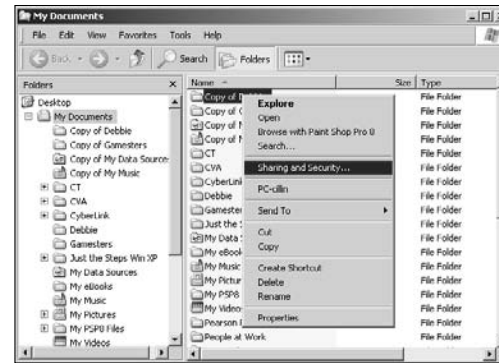 My Documents
File Edit View Favorites Tools Help
Back Search Folders
Folders
Desktop
My Documents
Copy of Debbie
Copy of Gamesters
Copy of My Data Source
Copy of My Music
CT
CVA
CyberLink
Debbie
Gamesters
Just the Steps Win XP
My Data Sources
My eBooks
My Music
My Pictures
My PSP8 Files
My Videos
Name Size Type
Copy of File Folder
Copy of File Folder
Copy of File Folder
Copy of File Folder
CT File Folder
CVA File Folder
CyberLink File Folder
Debbie File Folder
Gamester File Folder
Just the File Folder
My Data File Folder
My eBook File Folder
My Music File Folder
My Pictur File Folder
My PSP8 File Folder
My Video File Folder
Pearson File Folder
People at Work File Folder
Explore
Open
Browse with Paint Shop Pro 8
Search...
Sharing and Security...
PC-cillin
Send To
Cut
Copy
Create Shortcut
Delete
Rename
Properties